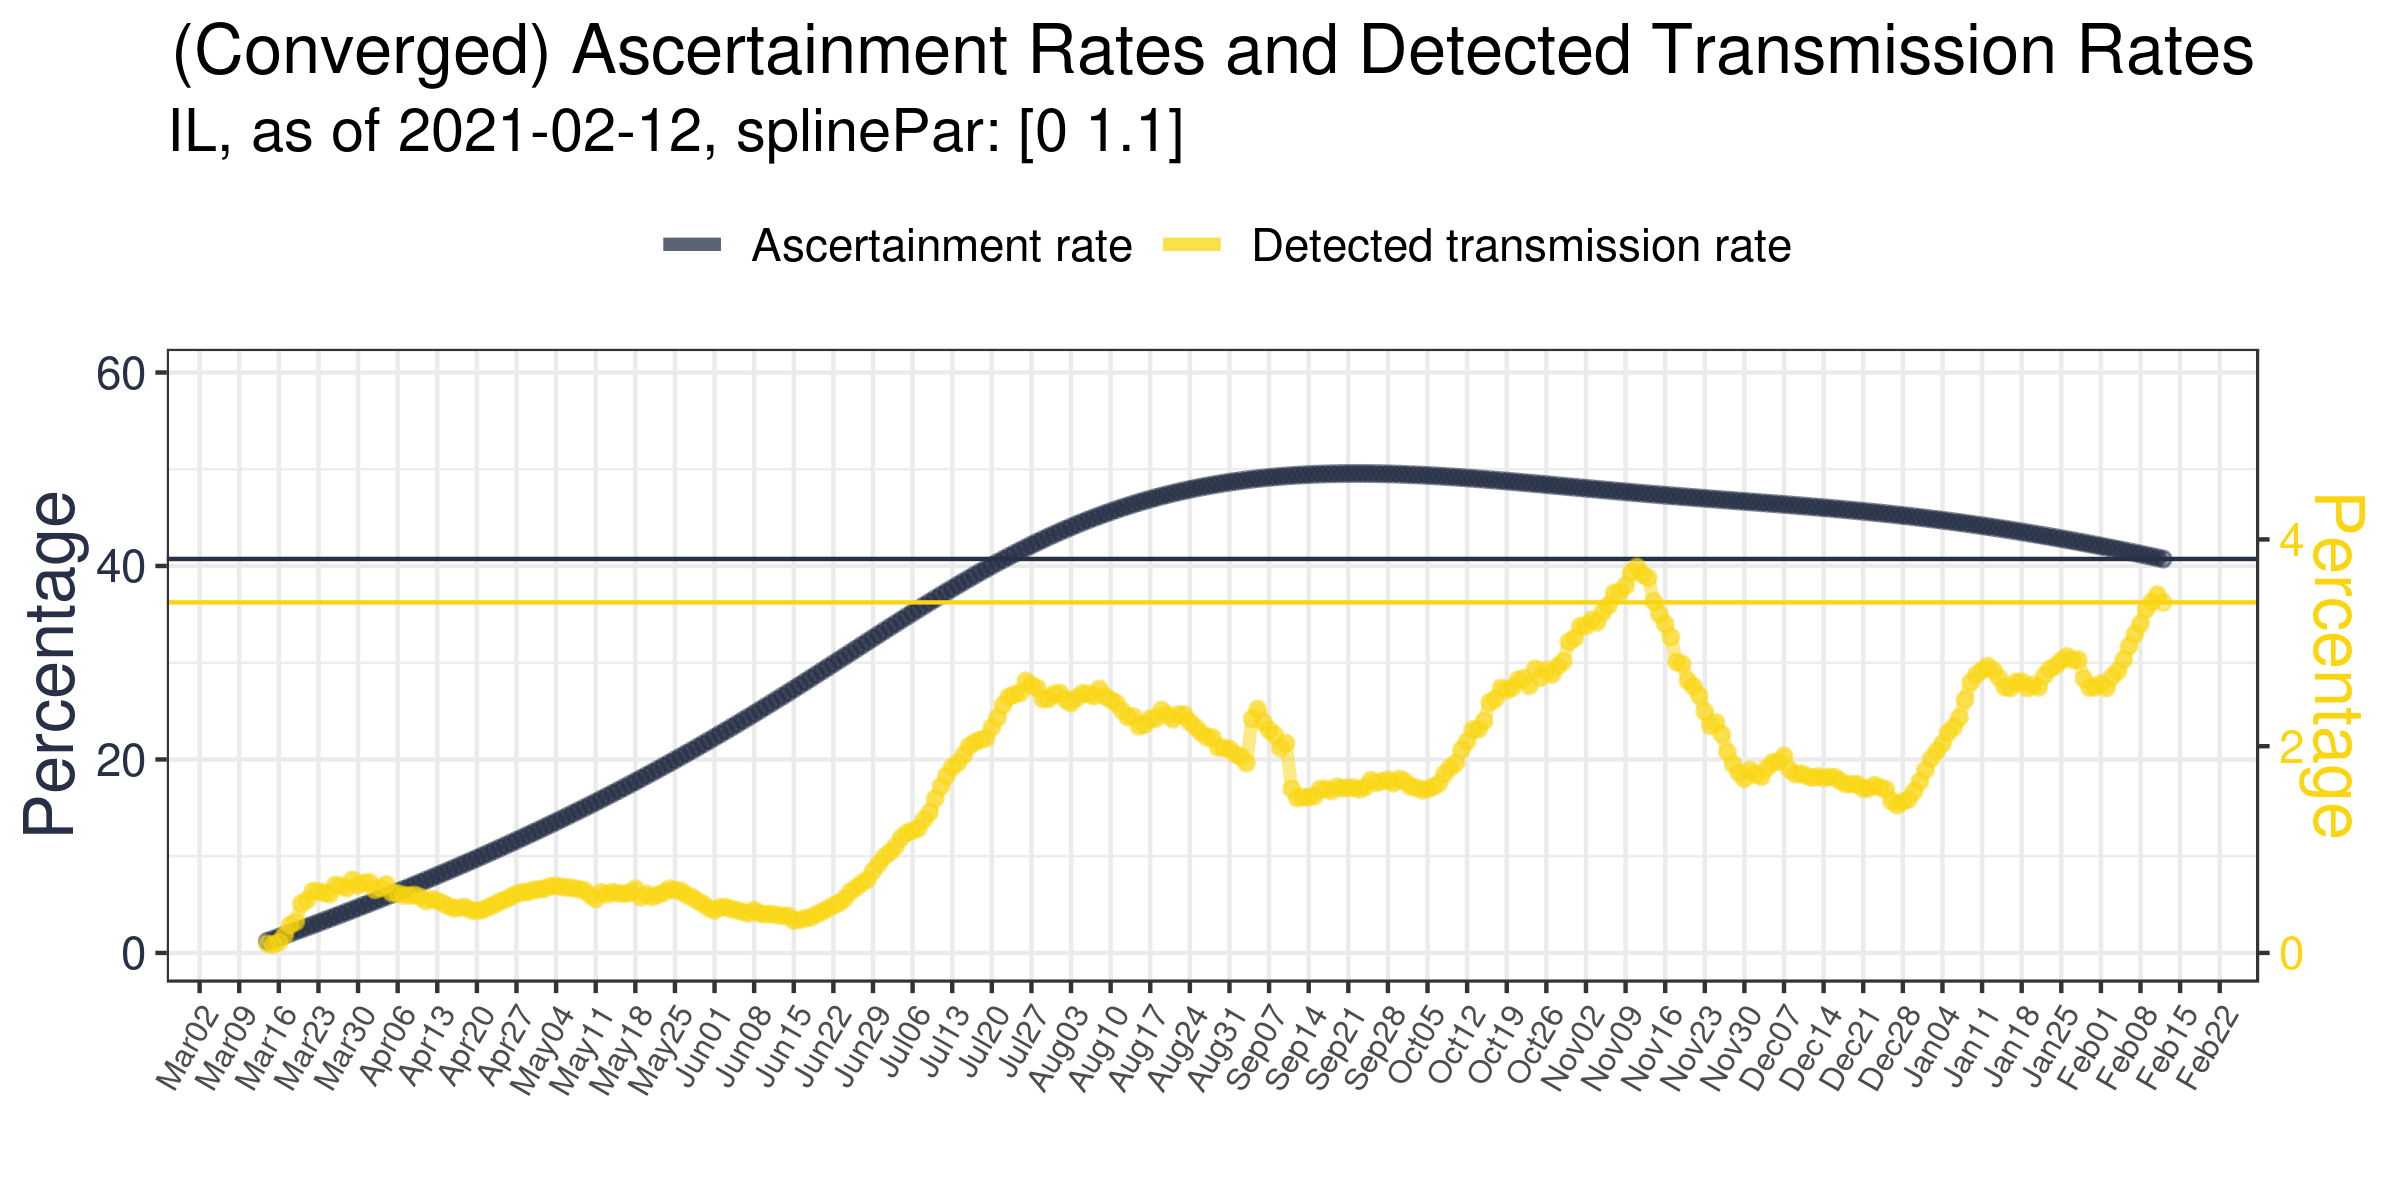 (Converged) Ascertainment Rates and Detected Transmission Rates
IL, as of 2021-02-12, splinePar: [0 1.1]
Ascertainment rate
Detected transmission rate
Percentage
60
40
20
0
4
2
0
Percentage
Mar02
Mar09
Mar16
Mar23
Mar30
Apr06
Apr13
Apr20
Apr27
May04
May11
May18
May25
Jun01
Jun08
Jun15
Jun22
Jun29
Jul06
Jul13
Jul20
Jul27
Aug03
Aug10
Aug17
Aug24
Aug31
Sep07
Sep14
Sep21
Sep28
Oct05
Oct12
Oct19
Oct26
Nov02
Nov09
Nov16
Nov23
Nov30
Dec07
Dec14
Dec21
Dec28
Jan04
Jan11
Jan18
Jan25
Feb01
Feb08
Feb15
Feb22